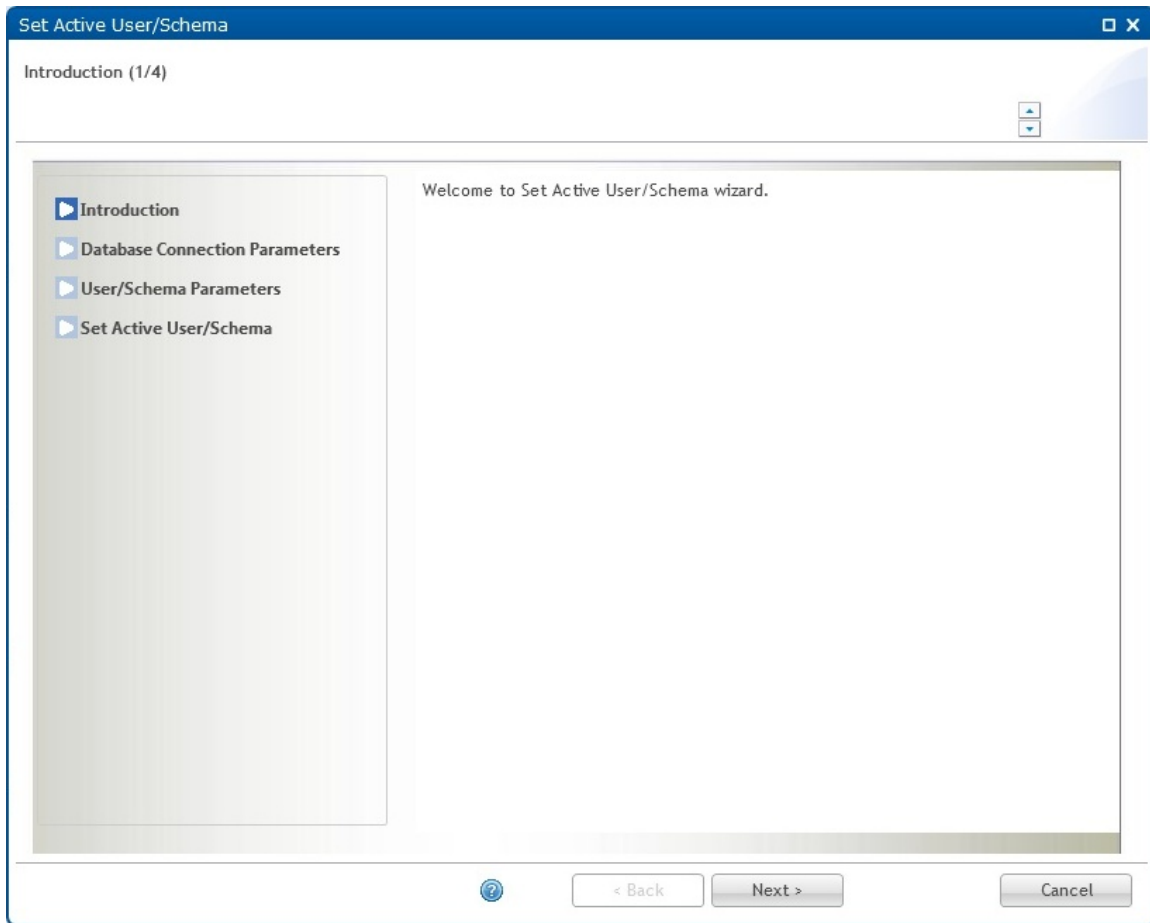 Set Active User/Schema
Introduction (1/4)
Introduction
Database Connection Parameters
User/Schema Parameters
Set Active User/Schema
Welcome to Set Active User/Schema wizard.
?
< Back
Next >
Cancel